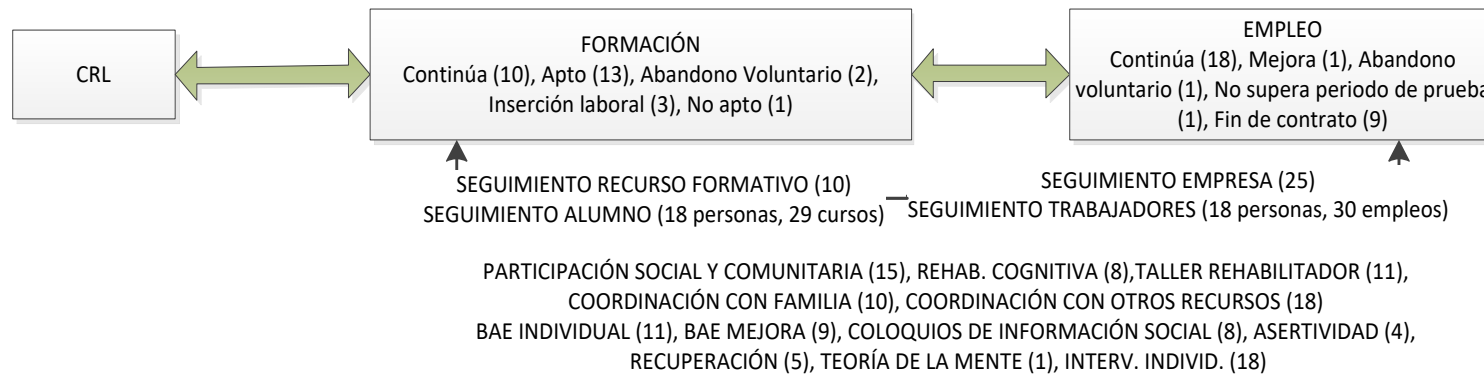 CRL
FORMACIÓN
Continúa (10), Apto (13), Abandono Voluntario (2),
Inserción laboral (3), No apto (1)
EMPLEO
Continúa (18), Mejora (1), Abandono
voluntario (1), No supera periodo de prueba
(1), Fin de contrato (9)
SEGUIMIENTO RECURSO FORMATIVO (10)
SEGUIMIENTO ALUMNO (18 personas, 29 cursos)
SEGUIMIENTO EMPRESA (25)
SEGUIMIENTO TRABAJADORES (18 personas, 30 empleos)
PARTICIPACIÓN SOCIAL Y COMUNITARIA (15), REHAB. COGNITIVA (8),TALLER REHABILITADOR (11),
COORDINACIÓN CON FAMILIA (10), COORDINACIÓN CON OTROS RECURSOS (18)
BAE INDIVIDUAL (11), BAE MEJORA (9), COLOQUIOS DE INFORMACIÓN SOCIAL (8), ASERTIVIDAD (4),
RECUPERACIÓN (5), TEORÍA DE LA MENTE (1), INTERV. INDIVID. (18)